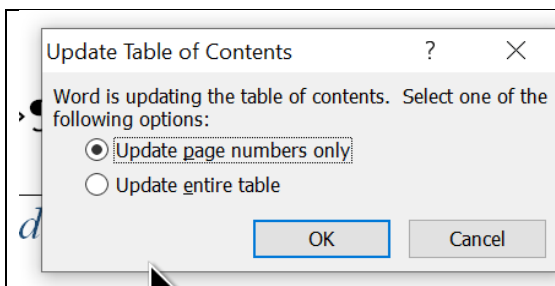 Update Table of Contents
Word is updating the table of contents. Select one of the
following options:
Update page numbers only
Update entire table
d
OK
Cancel